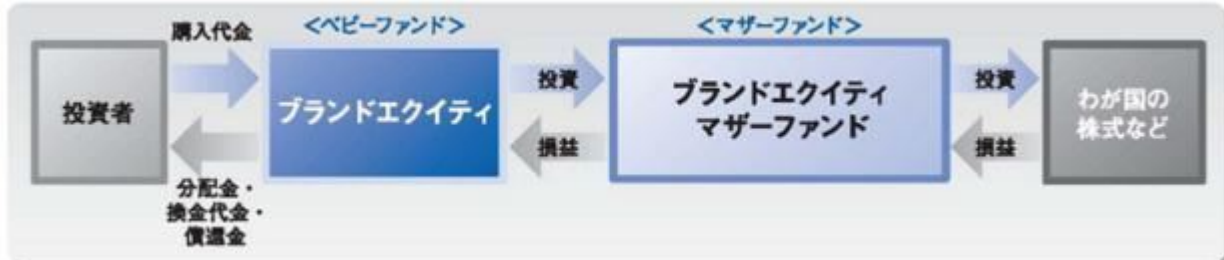 購入代金
<ベビーファンド>
<マザーファンド>
投資者
ブランドエクイティ
投資
ブランドエクイティ
マザーファンド
投資
わが国の
株式など
損益
損益
分配金・
換金代金・
償還金